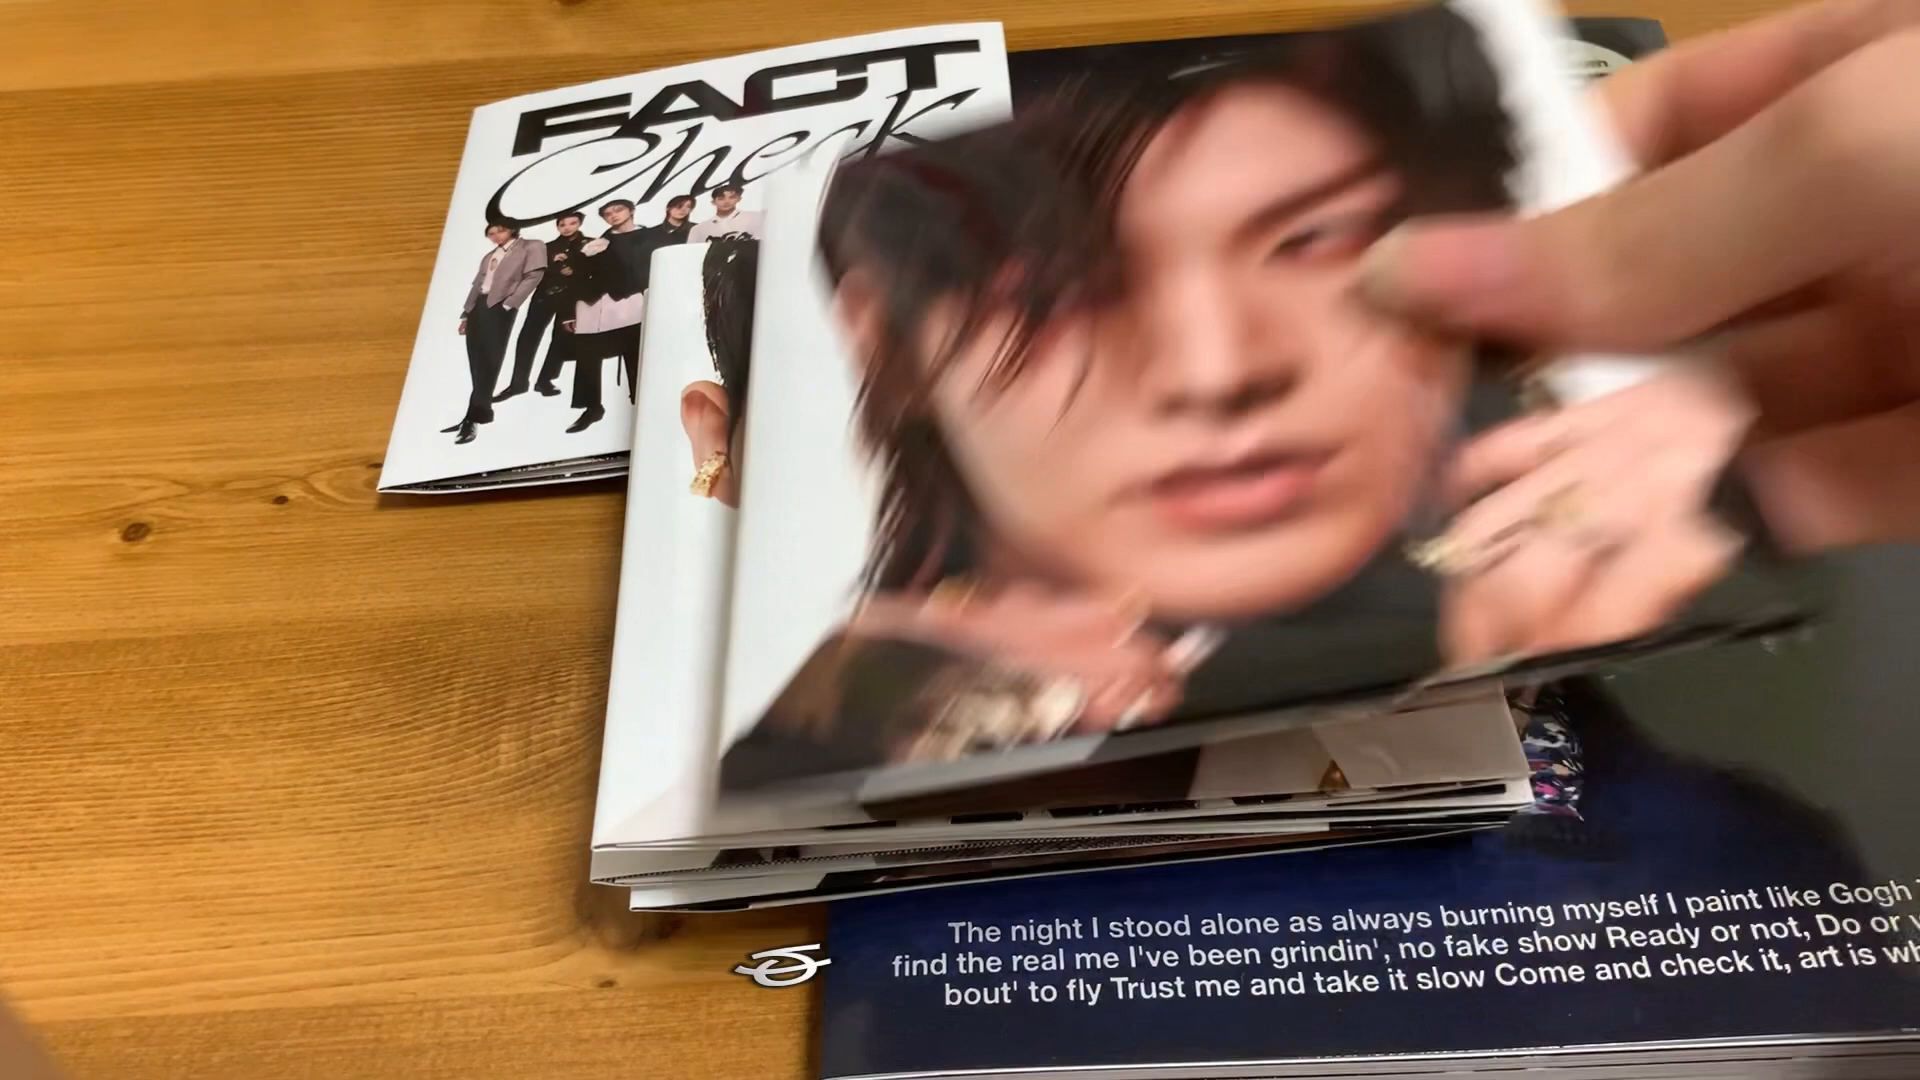 FACT
Check
The night I stood alone as always burning myself I paint like Gogh
find the real me I've been grindin', no fake show Ready or not, Do or
bout' to fly Trust me and take it slow Come and check it, art is